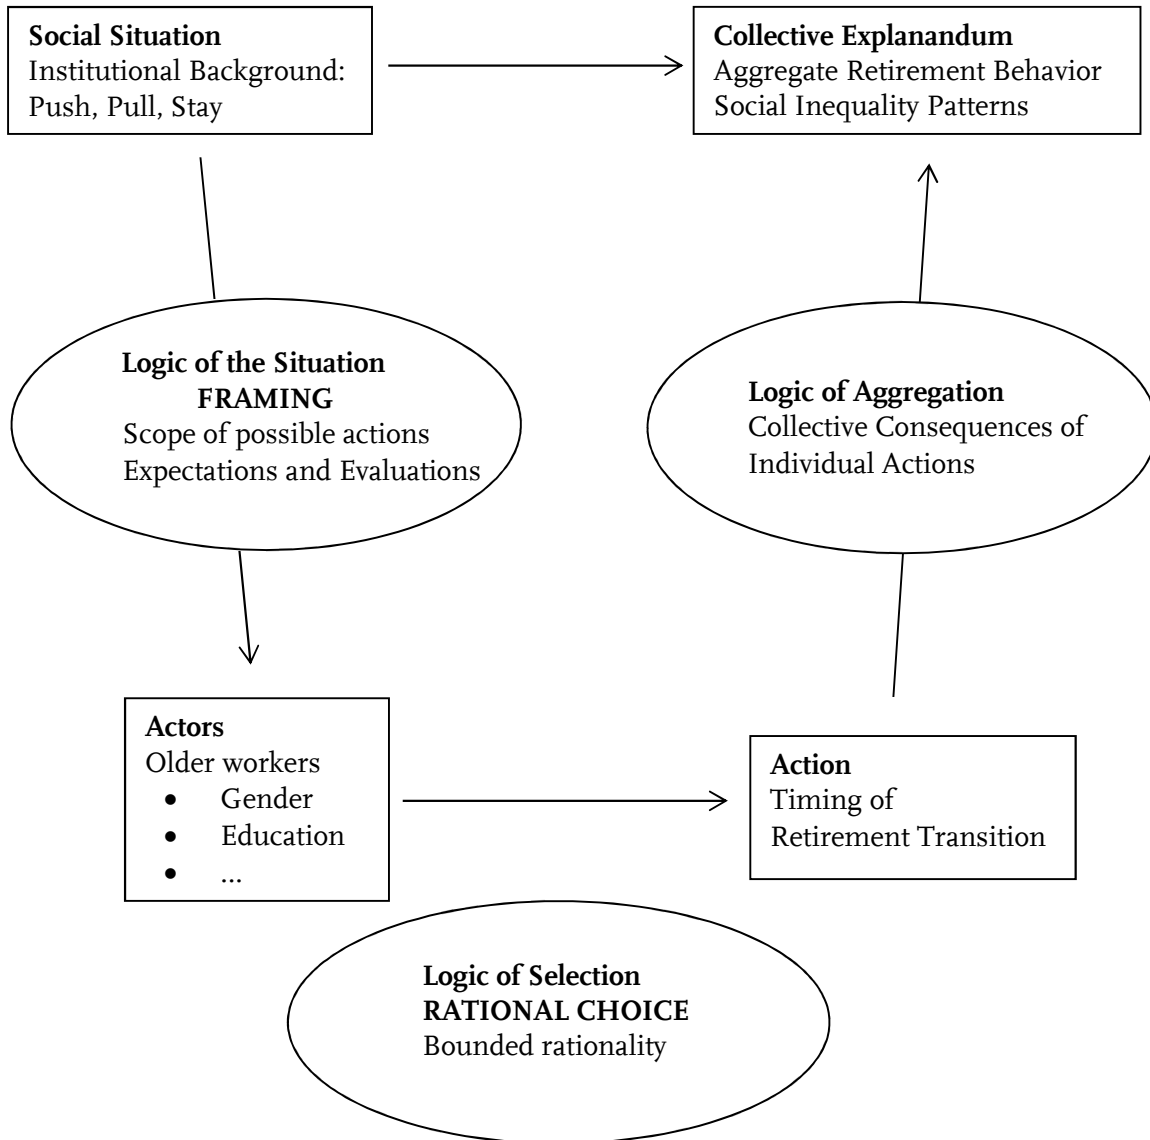 Social Situation
Institutional Background:
Push, Pull, Stay
Collective Explanandum
Aggregate Retirement Behavior
Social Inequality Patterns
Logic of the Situation
FRAMING
Scope of possible actions
Expectations and Evaluations
Logic of Aggregation
Collective Consequences of
Individual Actions
Actors
Older workers
• Gender
• Education
• ...
Action
Timing of
Retirement Transition
Logic of Selection
RATIONAL CHOICE
Bounded rationality